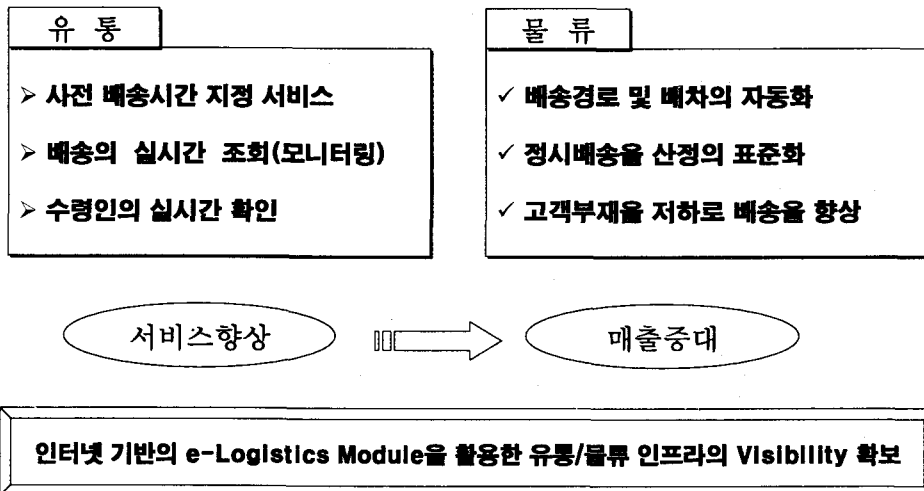 유 통
➢ 사전 배송시간 지정 서비스
➢ 배송의 실시간 조회(모니터링)
➢ 수령인의 실시간 확인
물 류
✓ 배송경로 및 배차의 자동화
✓ 정시배송율 산정의 표준화
✓ 고객부재율 저하로 배송율 향상
서비스향상
매출증대
인터넷 기반의 e-Logistics Module을 활용한 유통/물류 인프라의 Visibility 확보